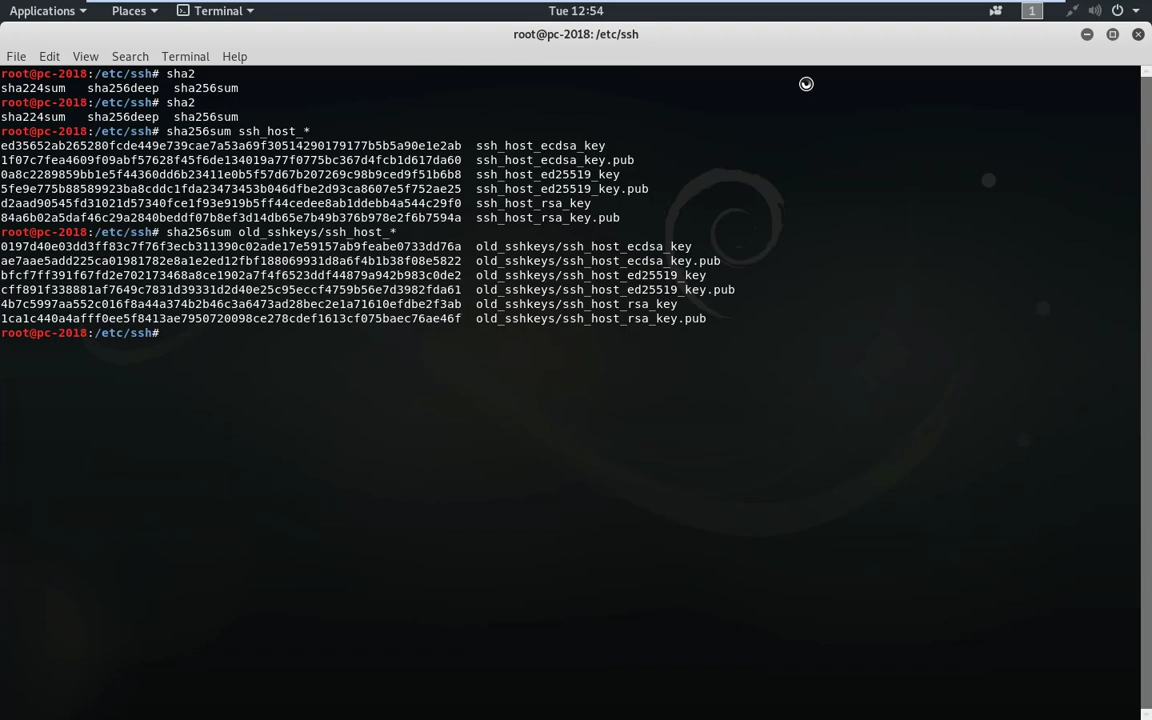 Applications Places Terminal Tue 12:54 1
root@pc-2018: /etc/ssh
File Edit View Search Terminal Help
root@pc-2018:/etc/ssh# sha2
sha224sum   sha256deep  sha256sum
root@pc-2018:/etc/ssh# sha2
sha224sum   sha256deep  sha256sum
root@pc-2018:/etc/ssh# sha256sum ssh_host_*
ed35652ab265280fcde449e739cae7a53a69f30514290179177b5b5a90e1e2ab  ssh_host_ecdsa_key
1f07c7fea4609f09abf57628f45f6de134019a77f0775bc367d4fcb1d617da60  ssh_host_ecdsa_key.pub
0a8c2289859bb1e5f44360dd6b23411e0b5f57d67b207269c98b9ced9f51b6b8  ssh_host_ed25519_key
5fe9e775b88589923ba8cddc1fda23473453b046dfbe2d93ca8607e5f752ae25  ssh_host_ed25519_key.pub
d2aad90545fd31021d57340fce1f93e919b5ff44cedee8ab1ddebb4a544c29f0  ssh_host_rsa_key
84a6b02a5daf46c29a2840beddf07b8ef3d14db65e7b49b376b978e2f6b7594a  ssh_host_rsa_key.pub
root@pc-2018:/etc/ssh# sha256sum old_sshkeys/ssh_host_*
0197d40e03dd3ff83c7f76f3ecb311390c02ade17e59157ab9feabe0733dd76a  old_sshkeys/ssh_host_ecdsa_key
ae7aae5add225ca01981782e8a1e2ed12fbf188069931d8a6f4b1b38f08e5822  old_sshkeys/ssh_host_ecdsa_key.pub
bfcf7ff391f67fd2e702173468a8ce1902a7f4f6523ddf44879a942b983c0de2  old_sshkeys/ssh_host_ed25519_key
cff891f338881af7649c7831d39331d2d40e25c95eccf4759b56e7d3982fda61  old_sshkeys/ssh_host_ed25519_key.pub
4b7c5997aa552c016f8a44a374b2b46c3a6473ad28bec2e1a71610efdbe2f3ab  old_sshkeys/ssh_host_rsa_key
1ca1c440a4afff0ee5f8413ae7950720098ce278cdef1613cf075baec76ae46f  old_sshkeys/ssh_host_rsa_key.pub
root@pc-2018:/etc/ssh#